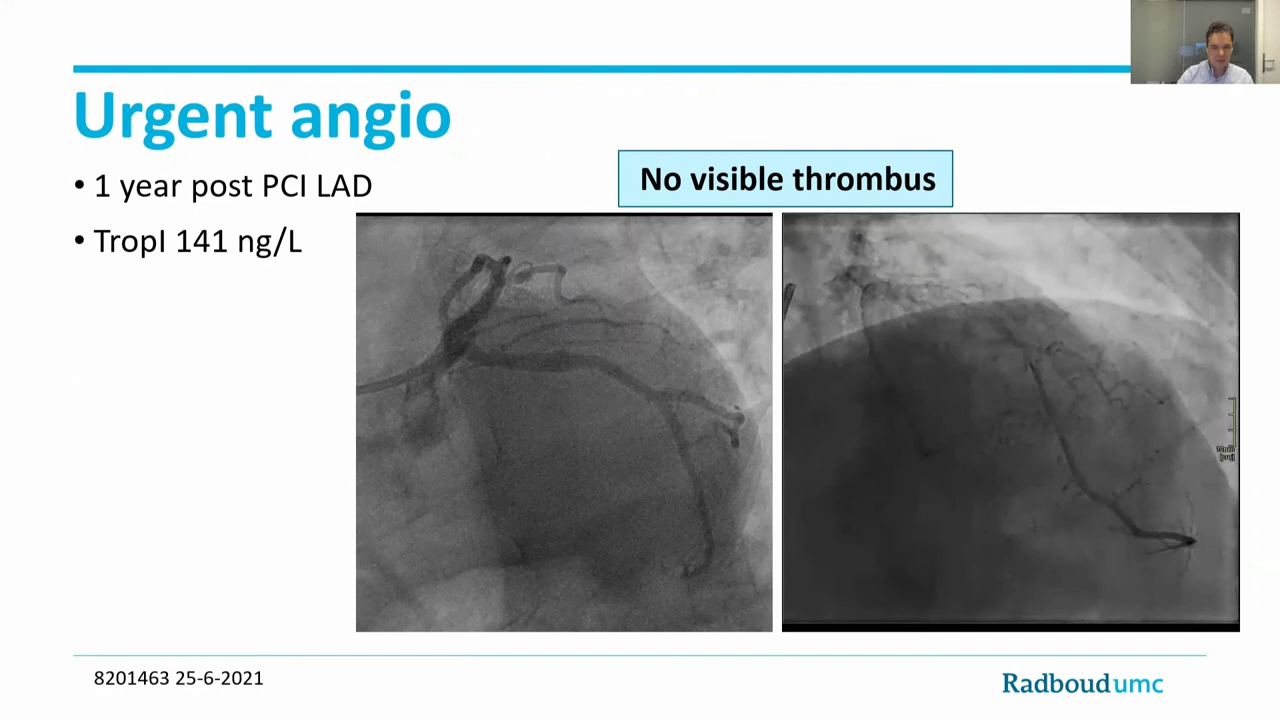 Urgent angio
• 1 year post PCI LAD
• TropI 141 ng/L
No visible thrombus
8201463 25-6-2021
Radboudumc